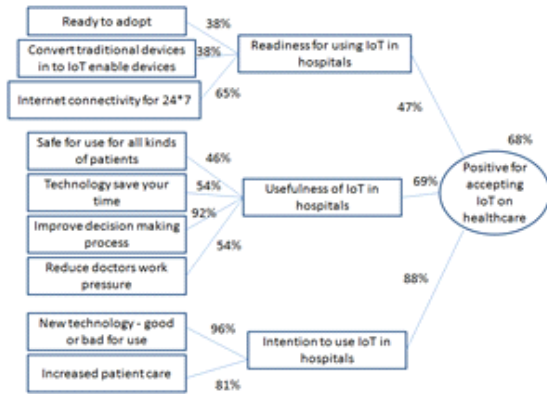 Ready to adopt
38%
Convert traditional devices
in to IoT enable devices
38%
Readiness for using IoT in
hospitals
Internet connectivity for 24*7
65%
47%
Safe for use for all kinds
of patients
46%
68%
Positive for
accepting
IoT on
healthcare
Technology save your
time
54%
Usefulness of IoT in
hospitals
69%
Improve decision making
process
92%
Reduce doctors work
pressure
54%
88%
New technology - good
or bad for use
96%
Intention to use IoT in
hospitals
Increased patient care
81%